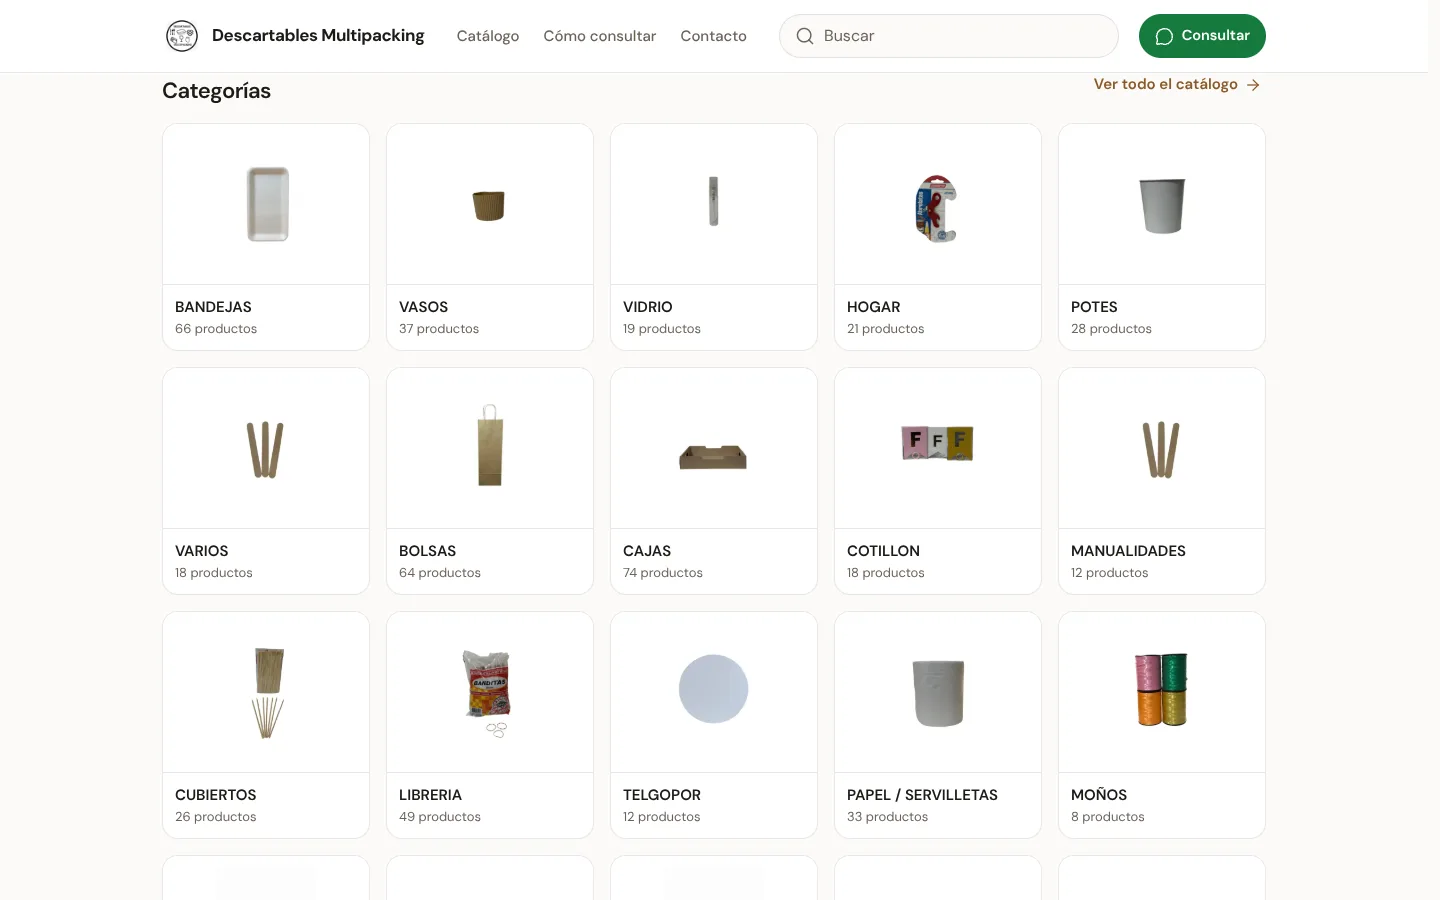 Descartables Multipacking
Catálogo
Cómo consultar
Contacto
Buscar
Consultar
Categorías
Ver todo el catálogo
BANDEJAS
66 productos
VASOS
37 productos
VIDRIO
19 productos
HOGAR
21 productos
POTES
28 productos
VARIOS
18 productos
BOLSAS
64 productos
CAJAS
74 productos
F F F
COTILLON
18 productos
MANUALIDADES
12 productos
CUBIERTOS
26 productos
BANDITAS
LIBRERIA
49 productos
TELGOPOR
12 productos
PAPEL / SERVILLETAS
33 productos
MOÑOS
8 productos